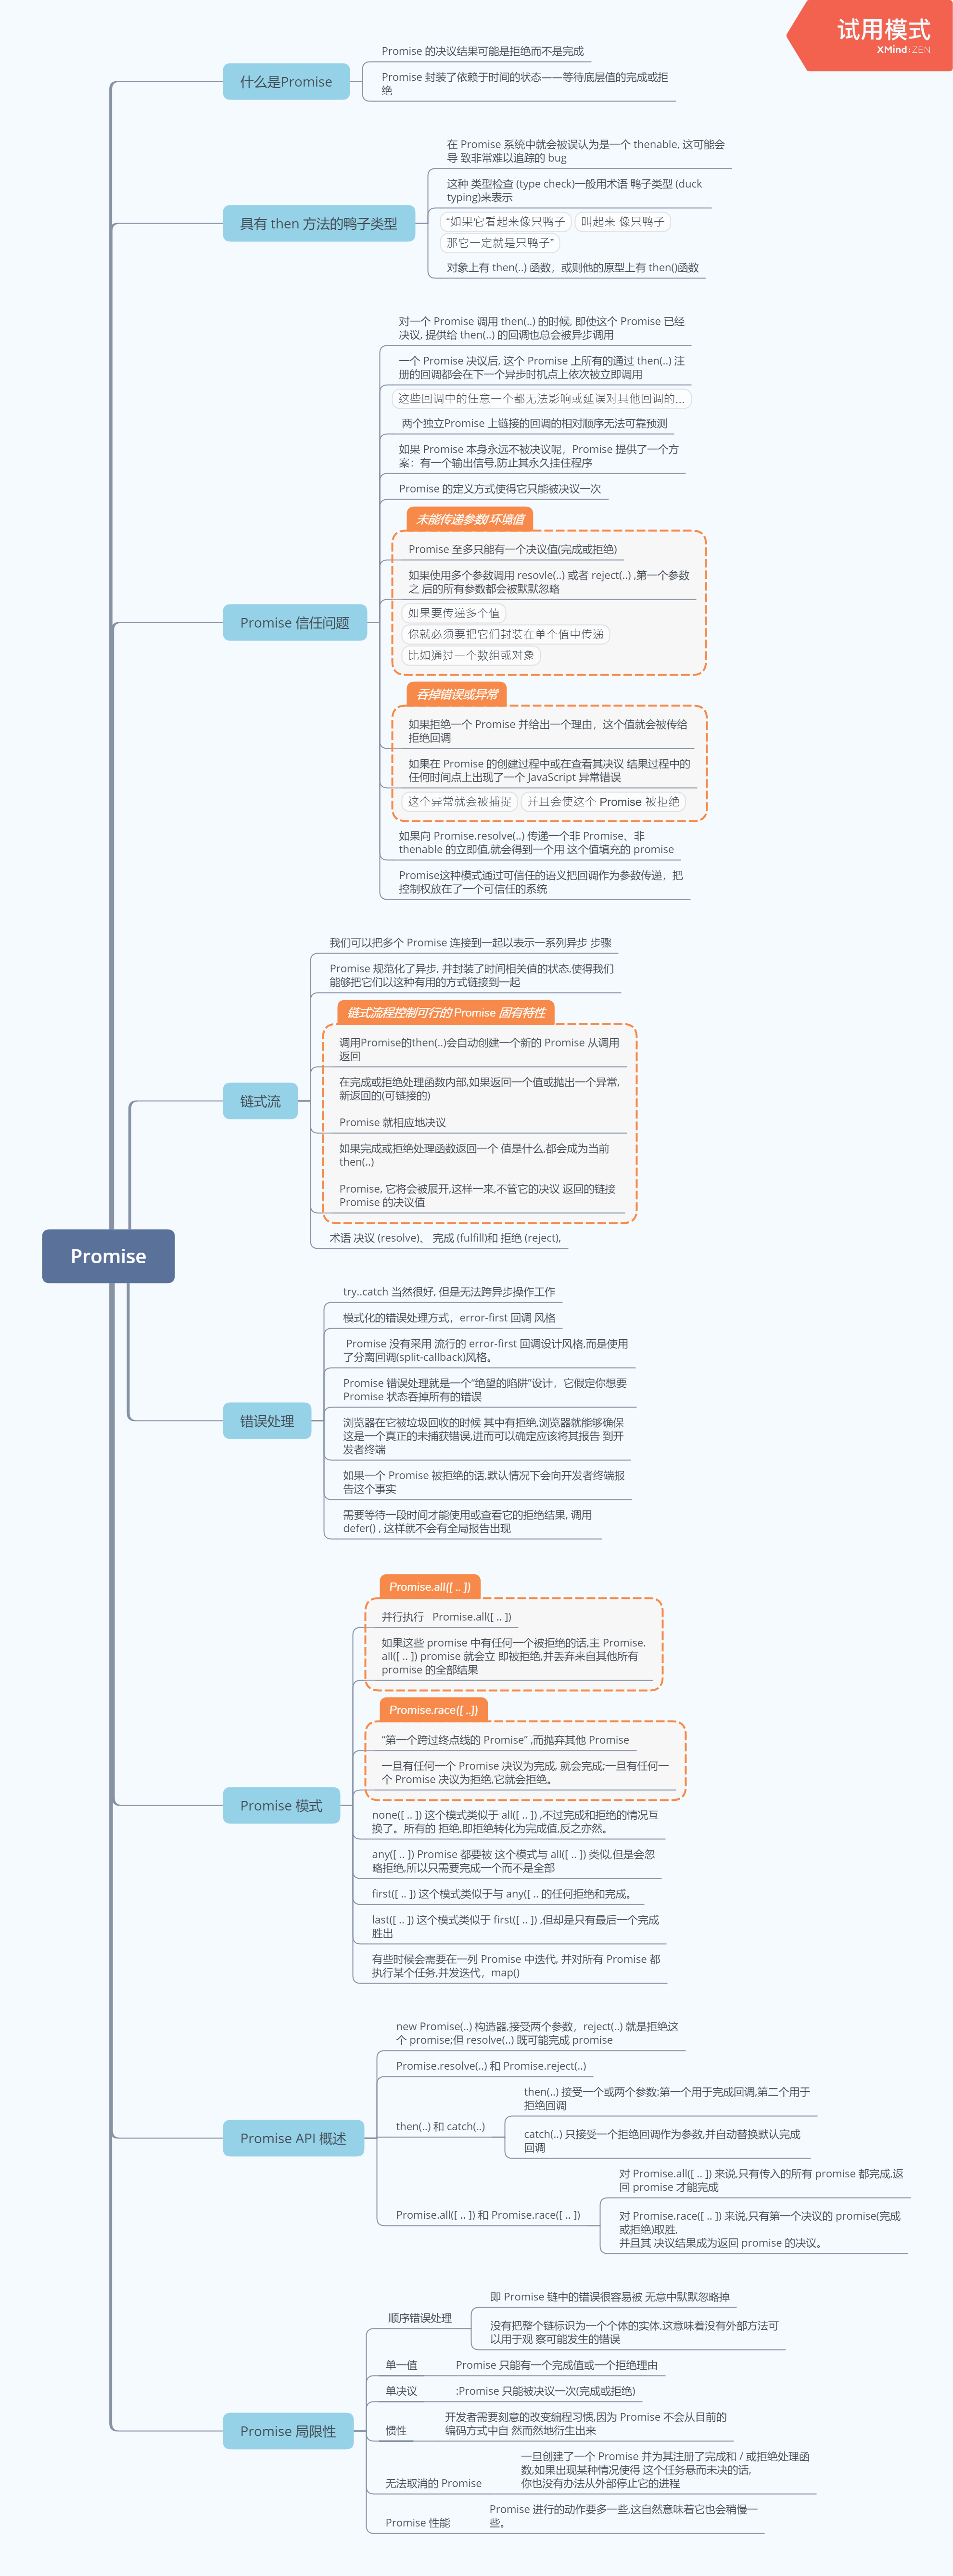 试用模式
XMind:ZEN
Promise
什么是Promise
Promise 的决议结果可能是拒绝而不是完成
Promise 封装了依赖于时间的状态——等待底层值的完成或拒
绝
具有 then 方法的鸭子类型
在 Promise 系统中就会被误认为是一个 thenable, 这可能会
导 致非常难以追踪的 bug
这种 类型检查 (type check)一般用术语 鸭子类型 (duck
typing)来表示
“如果它看起来像只鸭子 叫起来 像只鸭子
那它一定就是只鸭子”
对象上有 then(..) 函数，或则他的原型上有 then()函数
Promise 信任问题
对一个 Promise 调用 then(..) 的时候, 即使这个 Promise 已经
决议, 提供给 then(..) 的回调也总会被异步调用
一个 Promise 决议后, 这个 Promise 上所有的通过 then(..) 注
册的回调都会在下一个异步时机点上依次被立即调用
这些回调中的任意一个都无法影响或延误对其他回调的...
两个独立Promise 上链接的回调的相对顺序无法可靠预测
如果 Promise 本身永远不被决议呢，Promise 提供了一个方
案：有一个输出信号,防止其永久挂住程序
Promise 的定义方式使得它只能被决议一次
未能传递参数/环境值
Promise 至多只能有一个决议值(完成或拒绝)
如果使用多个参数调用 resovle(..) 或者 reject(..) ,第一个参数
之 后的所有参数都会被默默忽略
如果要传递多个值
你就必须要把它们封装在单个值中传递
比如通过一个数组或对象
吞掉错误或异常
如果拒绝一个 Promise 并给出一个理由，这个值就会被传给
拒绝回调
如果在 Promise 的创建过程中或在查看其决议 结果过程中的
任何时间点上出现了一个 JavaScript 异常错误
这个异常就会被捕捉 并且会使这个 Promise 被拒绝
如果向 Promise.resolve(..) 传递一个非 Promise、非
thenable 的立即值,就会得到一个用 这个值填充的 promise
Promise这种模式通过可信任的语义把回调作为参数传递，把
控制权放在了一个可信任的系统
链式流
我们可以把多个 Promise 连接到一起以表示一系列异步 步骤
Promise 规范化了异步, 并封装了时间相关值的状态,使得我们
能够把它们以这种有用的方式链接到一起
链式流程控制可行的 Promise 固有特性
调用Promise的then(..)会自动创建一个新的 Promise 从调用
返回
在完成或拒绝处理函数内部,如果返回一个值或抛出一个异常,
新返回的(可链接的)
Promise 就相应地决议
如果完成或拒绝处理函数返回一个 值是什么,都会成为当前
then(..)
Promise, 它将会被展开,这样一来,不管它的决议 返回的链接
Promise 的决议值
术语 决议 (resolve)、 完成 (fulfill)和 拒绝 (reject),
错误处理
try..catch 当然很好, 但是无法跨异步操作工作
模式化的错误处理方式，error-first 回调 风格
Promise 没有采用 流行的 error-first 回调设计风格,而是使用
了分离回调(split-callback)风格。
Promise 错误处理就是一个“绝望的陷阱”设计，它假定你想要
Promise 状态吞掉所有的错误
浏览器在它被垃圾回收的时候 其中有拒绝,浏览器就能够确保
这是一个真正的未捕获错误,进而可以确定应该将其报告 到开
发者终端
如果一个 Promise 被拒绝的话,默认情况下会向开发者终端报
告这个事实
需要等待一段时间才能使用或查看它的拒绝结果, 调用
defer() , 这样就不会有全局报告出现
Promise 模式
Promise.all([ .. ])
并行执行 Promise.all([ .. ])
如果这些 promise 中有任何一个被拒绝的话,主 Promise.
all([ .. ]) promise 就会立 即被拒绝,并丢弃来自其他所有
promise 的全部结果
Promise.race([ ..])
“第一个跨过终点线的 Promise” ,而抛弃其他 Promise
一旦有任何一个 Promise 决议为完成, 就会完成;一旦有任何一
个 Promise 决议为拒绝,它就会拒绝。
none([ .. ]) 这个模式类似于 all([ .. ]) ,不过完成和拒绝的情况互
换了。所有的 拒绝,即拒绝转化为完成值,反之亦然。
any([ .. ]) Promise 都要被 这个模式与 all([ .. ]) 类似,但是会忽
略拒绝,所以只需要完成一个而不是全部
first([ .. ]) 这个模式类似于与 any([ .. 的任何拒绝和完成。
last([ .. ]) 这个模式类似于 first([ .. ]) ,但却是只有最后一个完成
胜出
有些时候会需要在一列 Promise 中迭代, 并对所有 Promise 都
执行某个任务,并发迭代，map()
Promise API 概述
new Promise(..) 构造器,接受两个参数，reject(..) 就是拒绝这
个 promise;但 resolve(..) 既可能完成 promise
Promise.resolve(..) 和 Promise.reject(..)
then(..) 和 catch(..)
then(..) 接受一个或两个参数:第一个用于完成回调,第二个用于
拒绝回调
catch(..) 只接受一个拒绝回调作为参数,并自动替换默认完成
回调
Promise.all([ .. ]) 和 Promise.race([ .. ])
对 Promise.all([ .. ]) 来说,只有传入的所有 promise 都完成,返
回 promise 才能完成
对 Promise.race([ .. ]) 来说,只有第一个决议的 promise(完成
或拒绝)取胜,
并且其 决议结果成为返回 promise 的决议。
Promise 局限性
顺序错误处理
即 Promise 链中的错误很容易被 无意中默默忽略掉
没有把整个链标识为一个个体的实体,这意味着没有外部方法可
以用于观 察可能发生的错误
单一值
Promise 只能有一个完成值或一个拒绝理由
单决议
:Promise 只能被决议一次(完成或拒绝)
惯性
开发者需要刻意的改变编程习惯,因为 Promise 不会从目前的
编码方式中自 然而然地衍生出来
无法取消的 Promise
一旦创建了一个 Promise 并为其注册了完成和 / 或拒绝处理函
数,如果出现某种情况使得 这个任务悬而未决的话,
你也没有办法从外部停止它的进程
Promise 性能
Promise 进行的动作要多一些,这自然意味着它也会稍慢一
些。